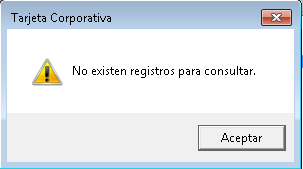 Tarjeta Corporativa
No existen registros para consultar.
Aceptar